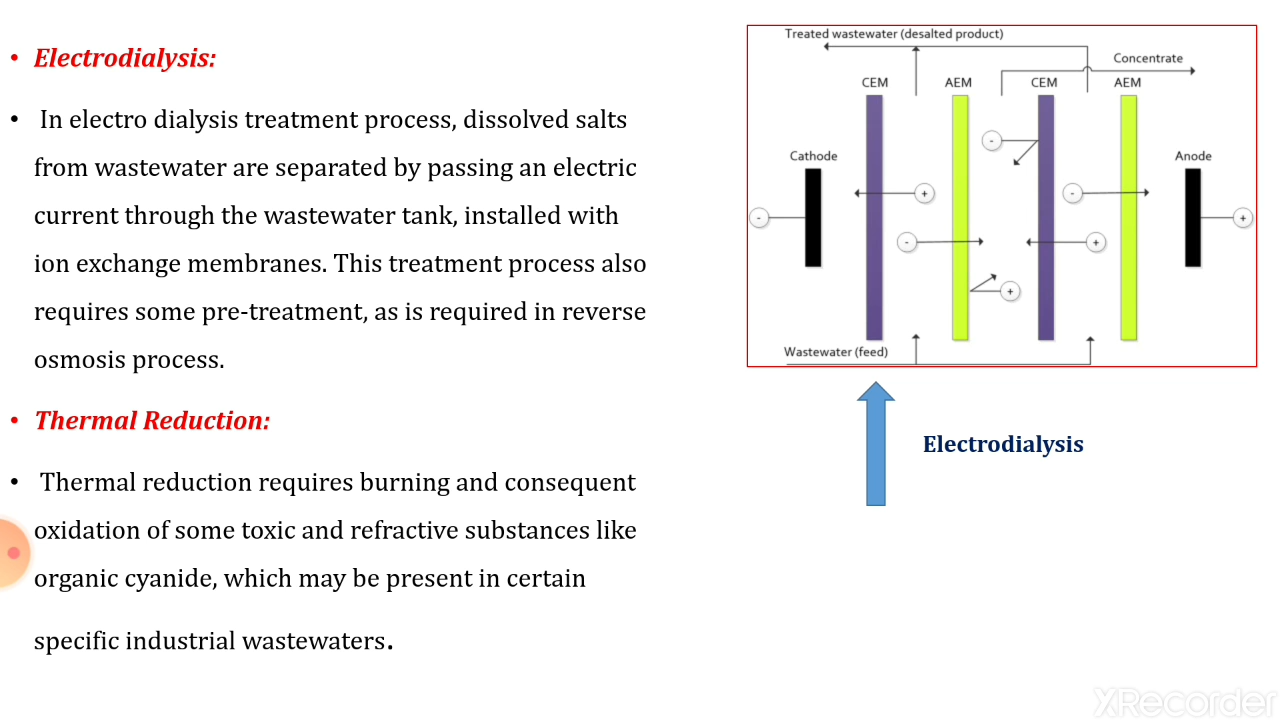 • Electrodialysis:
• In electro dialysis treatment process, dissolved salts
from wastewater are separated by passing an electric
current through the wastewater tank, installed with
ion exchange membranes. This treatment process also
requires some pre-treatment, as is required in reverse
osmosis process.
• Thermal Reduction:
• Thermal reduction requires burning and consequent
oxidation of some toxic and refractive substances like
organic cyanide, which may be present in certain
specific industrial wastewaters.
Treated wastewater (desalted product)
Concentrate
CEM AEM CEM AEM
-
Cathode Anode
+ -
- +
- +
+
Wastewater (feed)
Electrodialysis
XRecorder